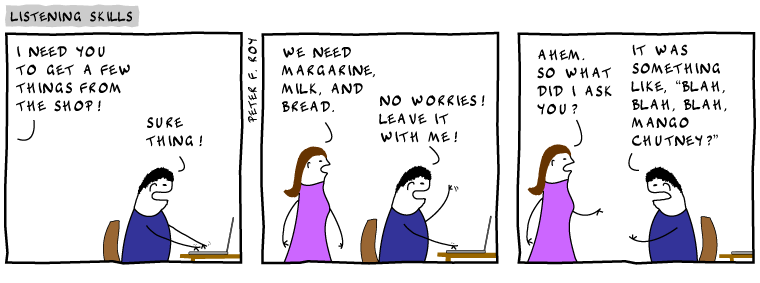 LISTENING SKILLS
I NEED YOU
TO GET A FEW
THINGS FROM
THE SHOP!
SURE
THING!
PETER F. ROY
WE NEED
MARGARINE,
MILK, AND
BREAD.
NO WORRIES!
LEAVE IT
WITH ME!
AHEM.
SO WHAT
DID I ASK
YOU?
IT WAS
SOMETHING
LIKE, "BLAH,
BLAH, BLAH,
MANGO
CHUTNEY?"